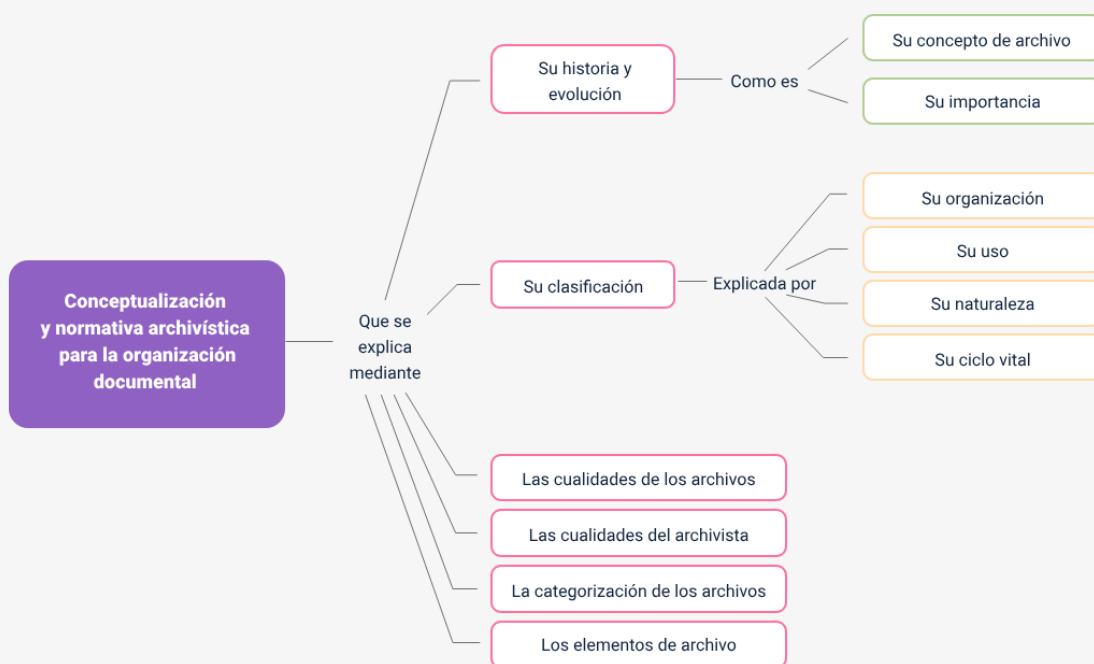 Conceptualización
y normativa archivística
para la organización
documental
Que se
explica
mediante
Su historia y
evolución
Como es
Su concepto de archivo
Su importancia
Su clasificación
Explicada por
Su organización
Su uso
Su naturaleza
Su ciclo vital
Las cualidades de los archivos
Las cualidades del archivista
La categorización de los archivos
Los elementos de archivo